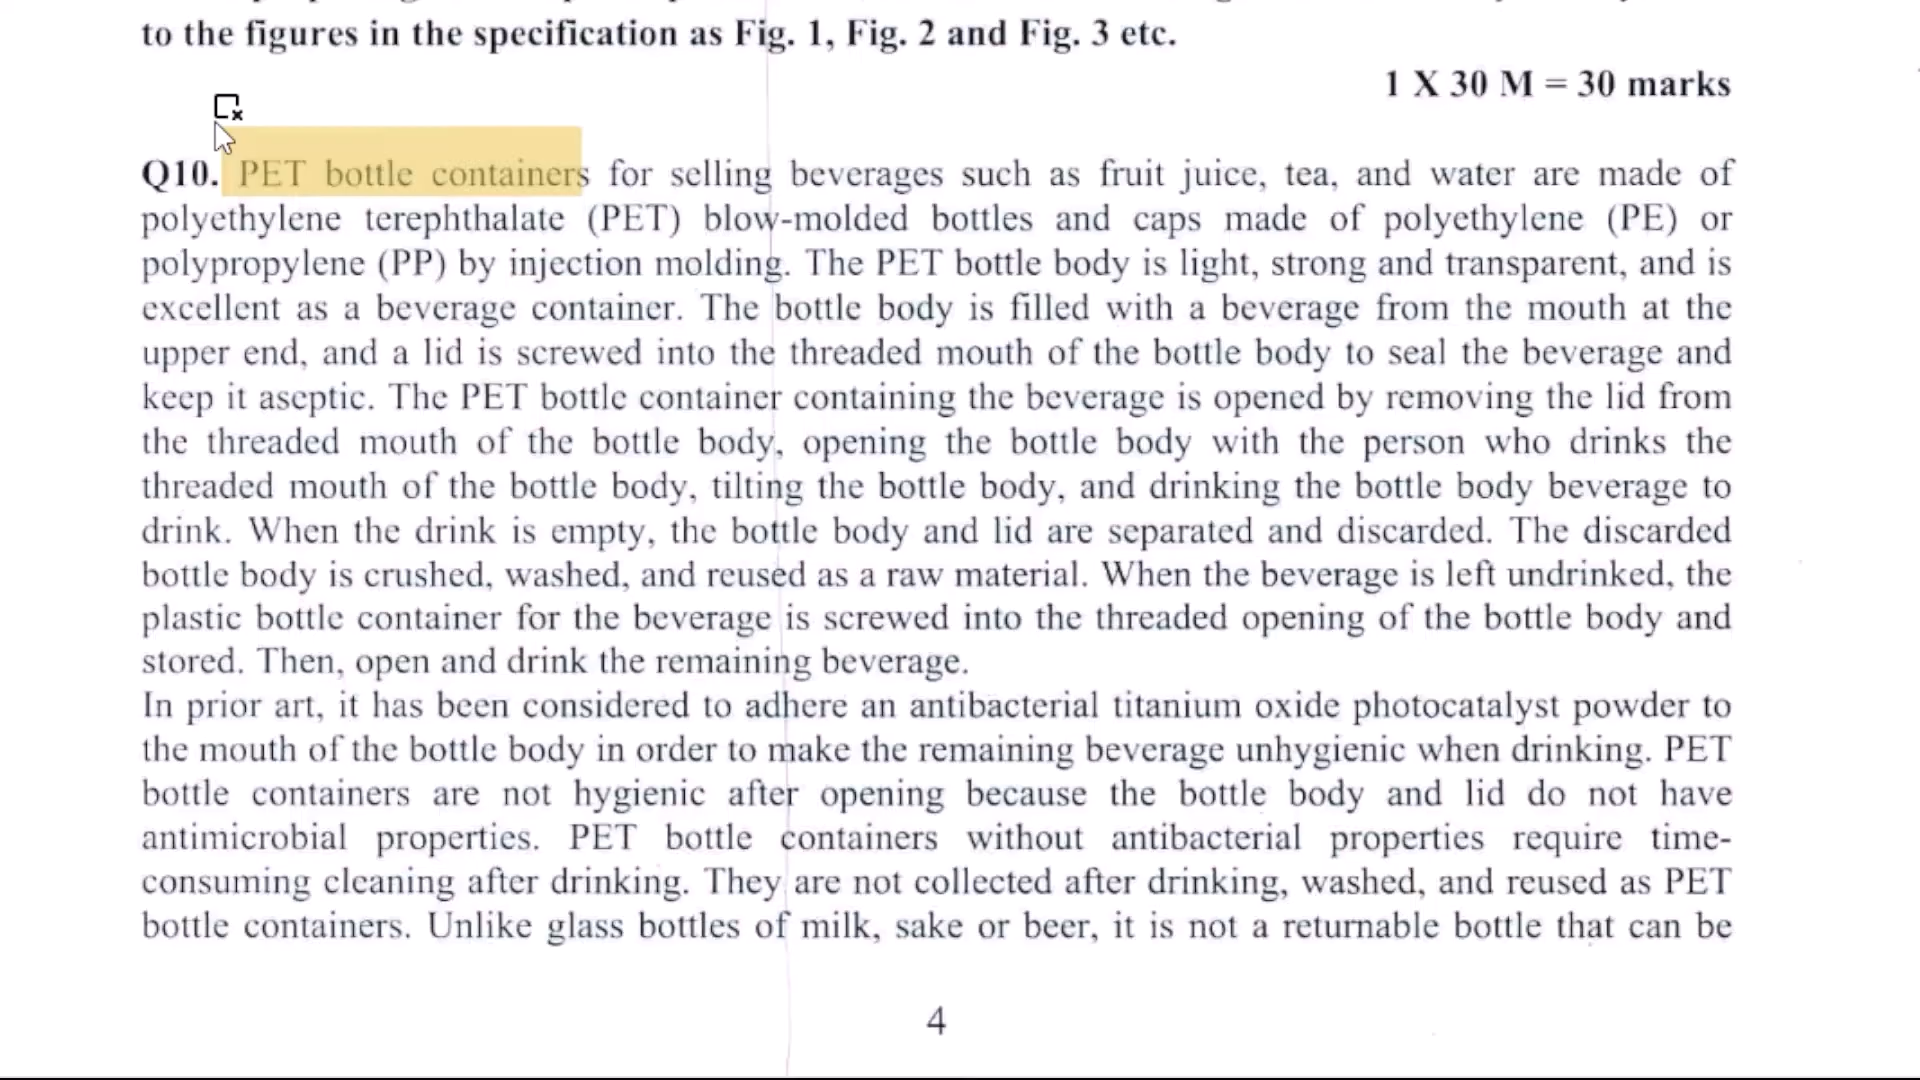 to the figures in the specification as Fig. 1, Fig. 2 and Fig. 3 etc.
1 X 30 M = 30 marks
Q10. PET bottle containers for selling beverages such as fruit juice, tea, and water are made of
polyethylene terephthalate (PET) blow-molded bottles and caps made of polyethylene (PE) or
polypropylene (PP) by injection molding. The PET bottle body is light, strong and transparent, and is
excellent as a beverage container. The bottle body is filled with a beverage from the mouth at the
upper end, and a lid is screwed into the threaded mouth of the bottle body to seal the beverage and
keep it aseptic. The PET bottle container containing the beverage is opened by removing the lid from
the threaded mouth of the bottle body, opening the bottle body with the person who drinks the
threaded mouth of the bottle body, tilting the bottle body, and drinking the bottle body beverage to
drink. When the drink is empty, the bottle body and lid are separated and discarded. The discarded
bottle body is crushed, washed, and reused as a raw material. When the beverage is left undrinked, the
plastic bottle container for the beverage is screwed into the threaded opening of the bottle body and
stored. Then, open and drink the remaining beverage.
In prior art, it has been considered to adhere an antibacterial titanium oxide photocatalyst powder to
the mouth of the bottle body in order to make the remaining beverage unhygienic when drinking. PET
bottle containers are not hygienic after opening because the bottle body and lid do not have
antimicrobial properties. PET bottle containers without antibacterial properties require time-
consuming cleaning after drinking. They are not collected after drinking, washed, and reused as PET
bottle containers. Unlike glass bottles of milk, sake or beer, it is not a returnable bottle that can be
4